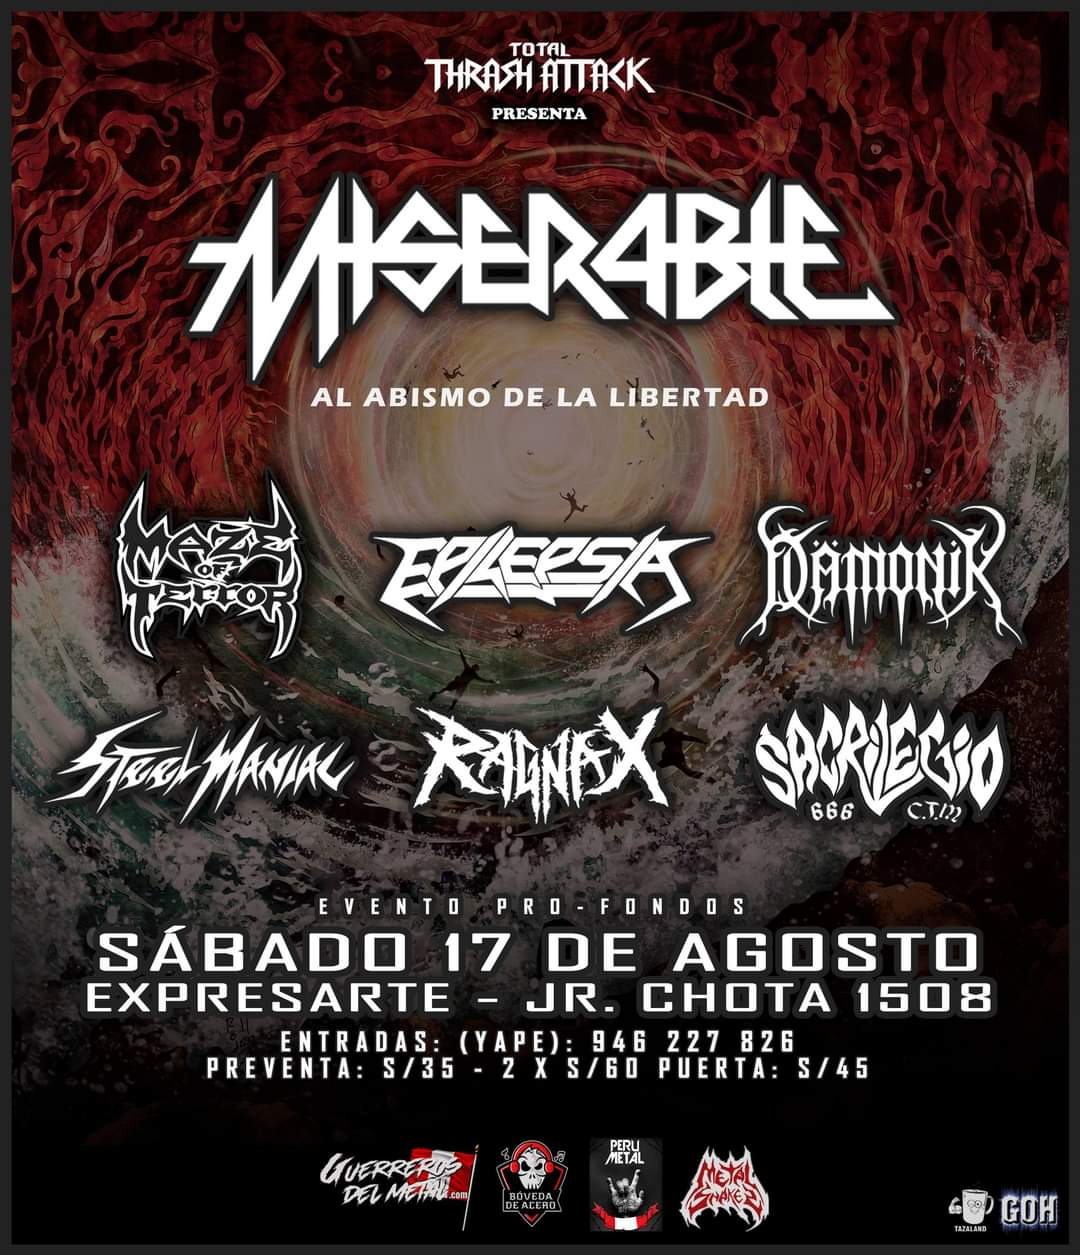 TOTAL
THRASH ATTACK
PRESENTA
MISERABLE
AL ABISMO DE LA LIBERTAD
MAZE
OF
TERROR
EPILEPSIA
DÄMONIK
STEEL MANIAC
RAGNAX
SACRILEGIO
666 C.T.M
EVENTO PRO-FONDOS
SÁBADO 17 DE AGOSTO
EXPRESARTE - JR. CHOTA 1508
ENTRADAS: (YAPE): 946 227 826
PREVENTA: S/35 - 2 X S/60 PUERTA: S/45
GUERREROS
DEL METAL.com
BÓVEDA
DE ACERO
PERU
METAL
METAL
SNAKES
TAZALAND
GOH